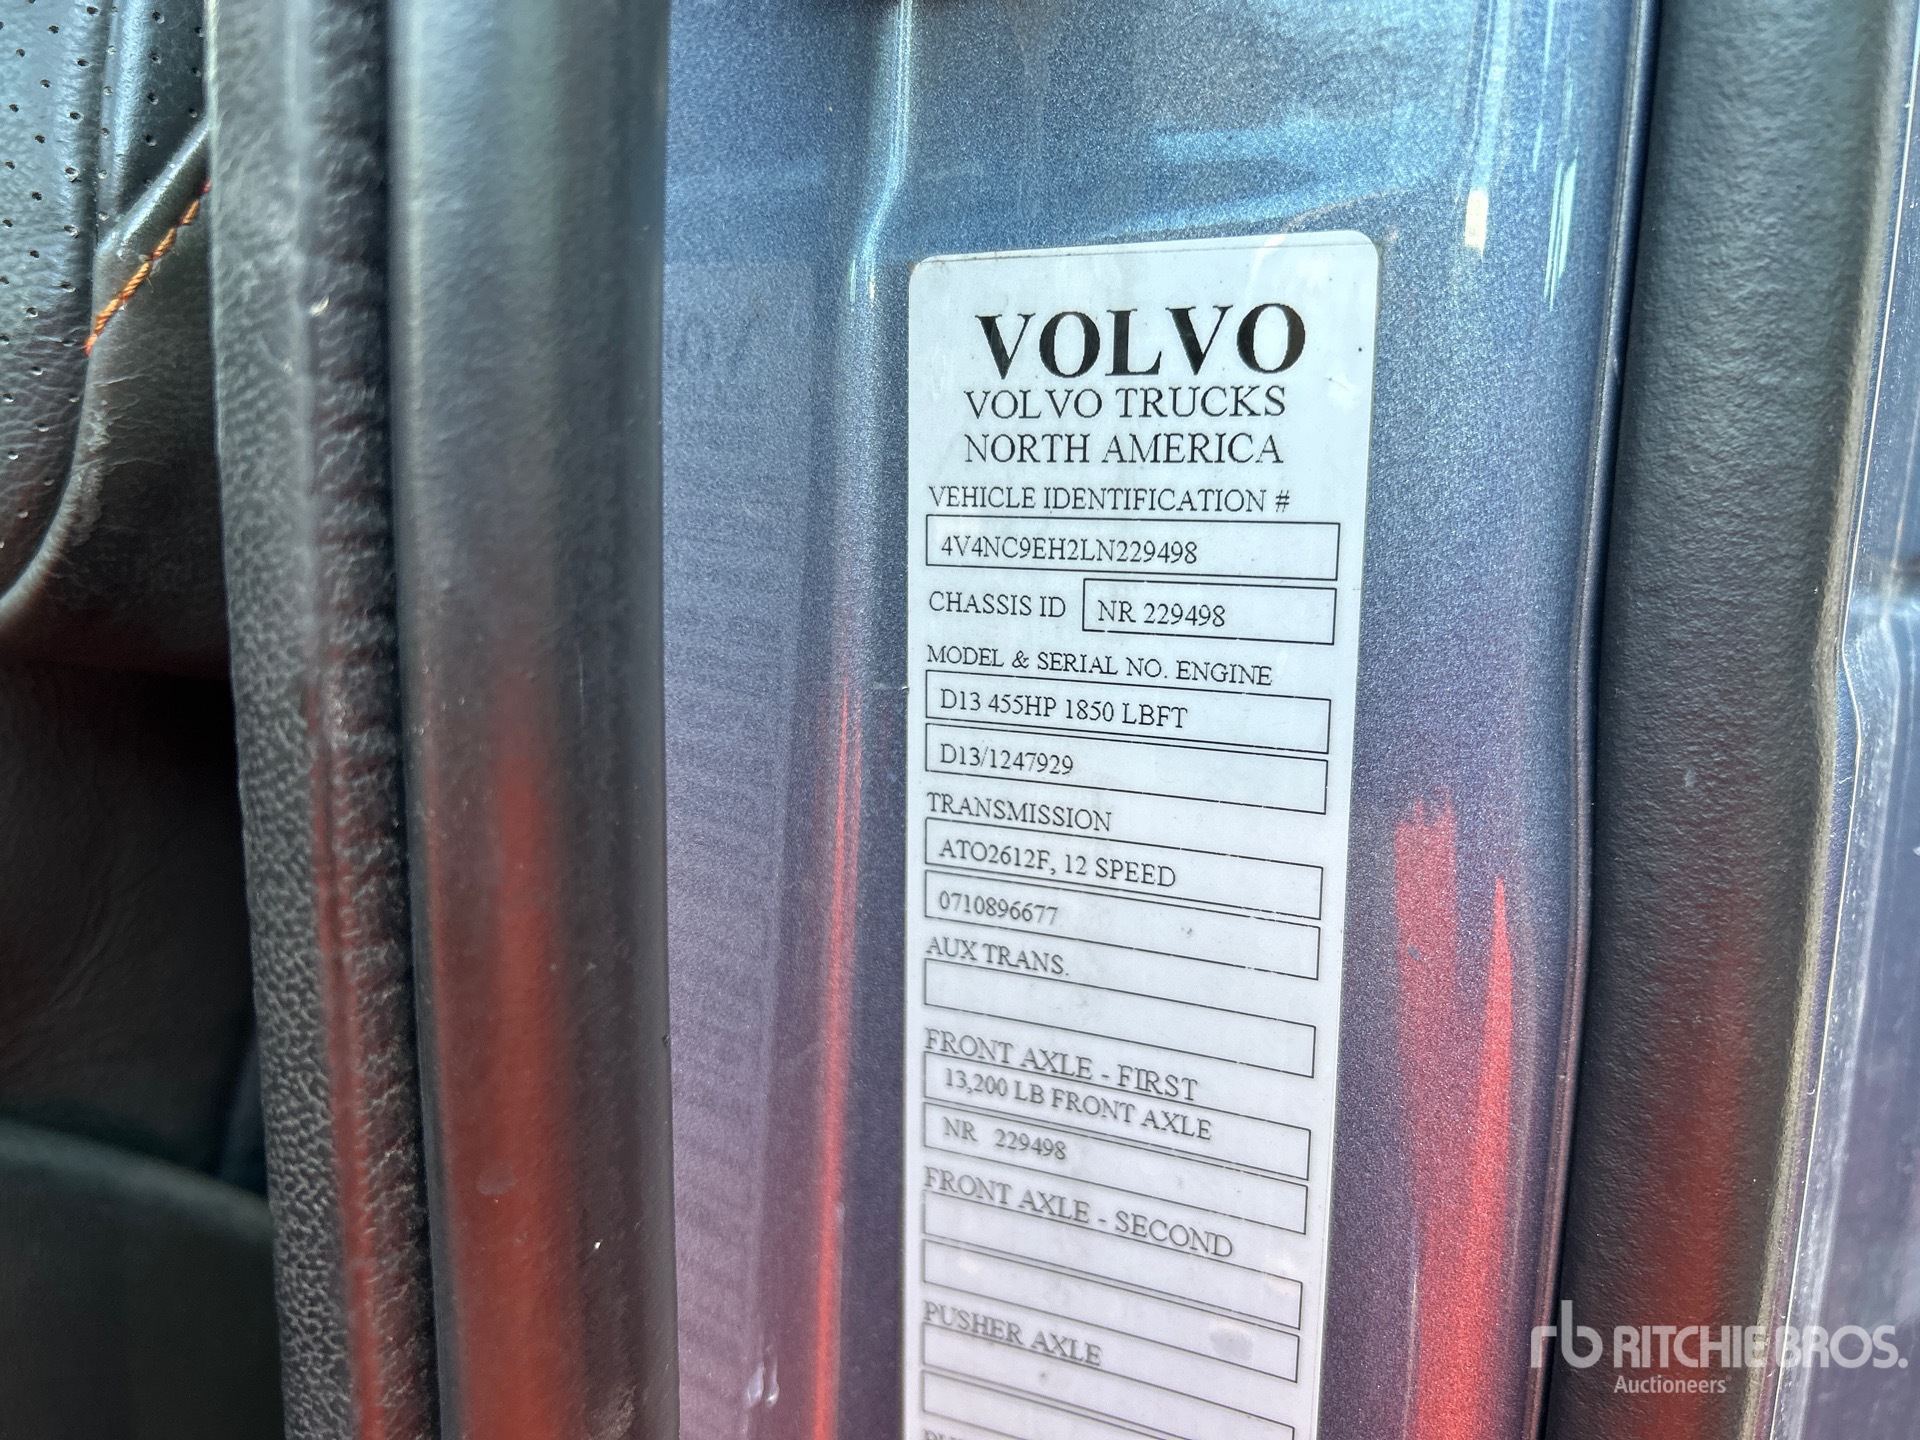 VOLVO
VOLVO TRUCKS
NORTH AMERICA
VEHICLE IDENTIFICATION #
4V4NC9EH2LN229498
CHASSIS ID NR 229498
MODEL & SERIAL NO. ENGINE
D13 455HP 1850 LBFT
D13/1247929
TRANSMISSION
ATO2612F, 12 SPEED
0710896677
AUX TRANS.
FRONT AXLE - FIRST
13,200 LB FRONT AXLE
NR 229498
FRONT AXLE - SECOND
PUSHER AXLE
rb RITCHIE BROS.
Auctioneers